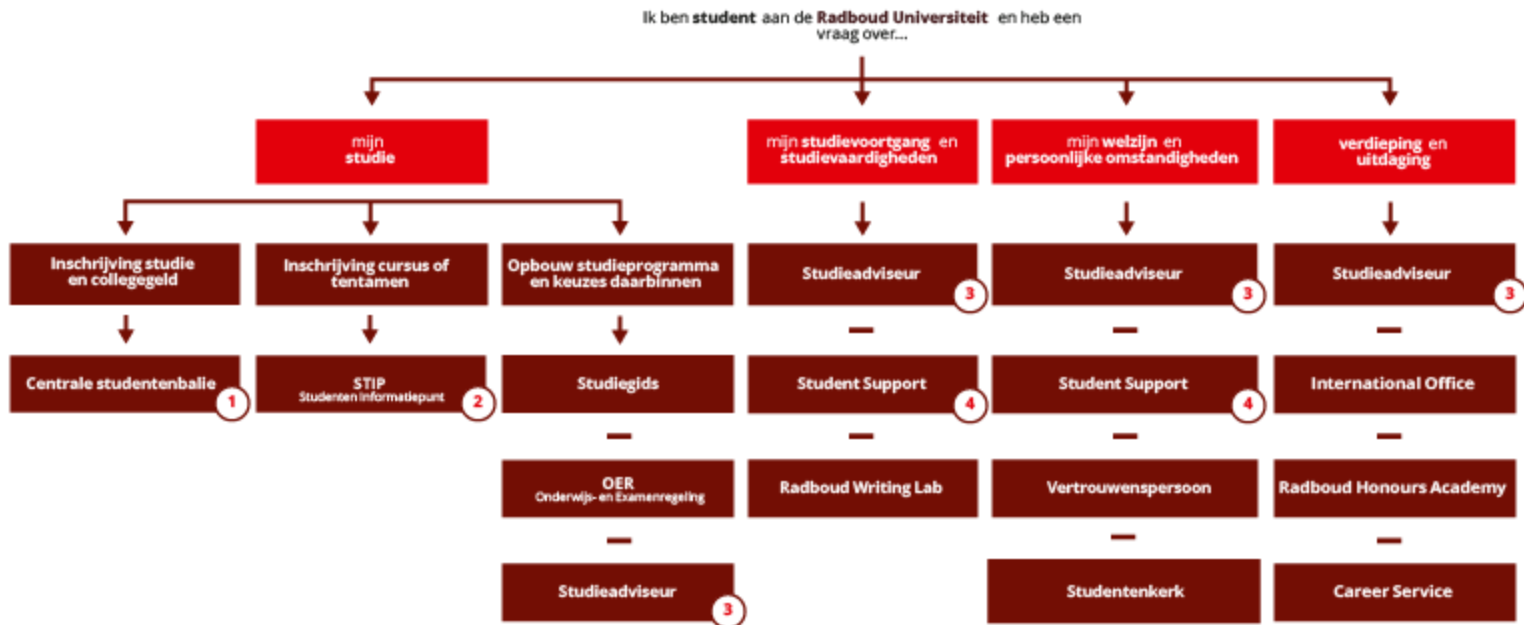 Ik ben student aan de Radboud Universiteit en heb een
vraag over...
mijn
studie
mijn studievoortgang en
studievaardigheden
mijn welzijn en
persoonlijke omstandigheden
verdieping en
uitdaging
Inschrijving studie
en collegegeld
Inschrijving cursus of
tentamen
Opbouw studieprogramma
en keuzes daarbinnen
Studieadviseur
3
Studieadviseur
3
Studieadviseur
3
Centrale studentenbalie
1
STIP
Studenten Informatiepunt
2
Studiegids
Student Support
4
Student Support
4
International Office
OER
Onderwijs- en Examenregeling
Radboud Writing Lab
Vertrouwenspersoon
Radboud Honours Academy
Studieadviseur
3
Studentenkerk
Career Service